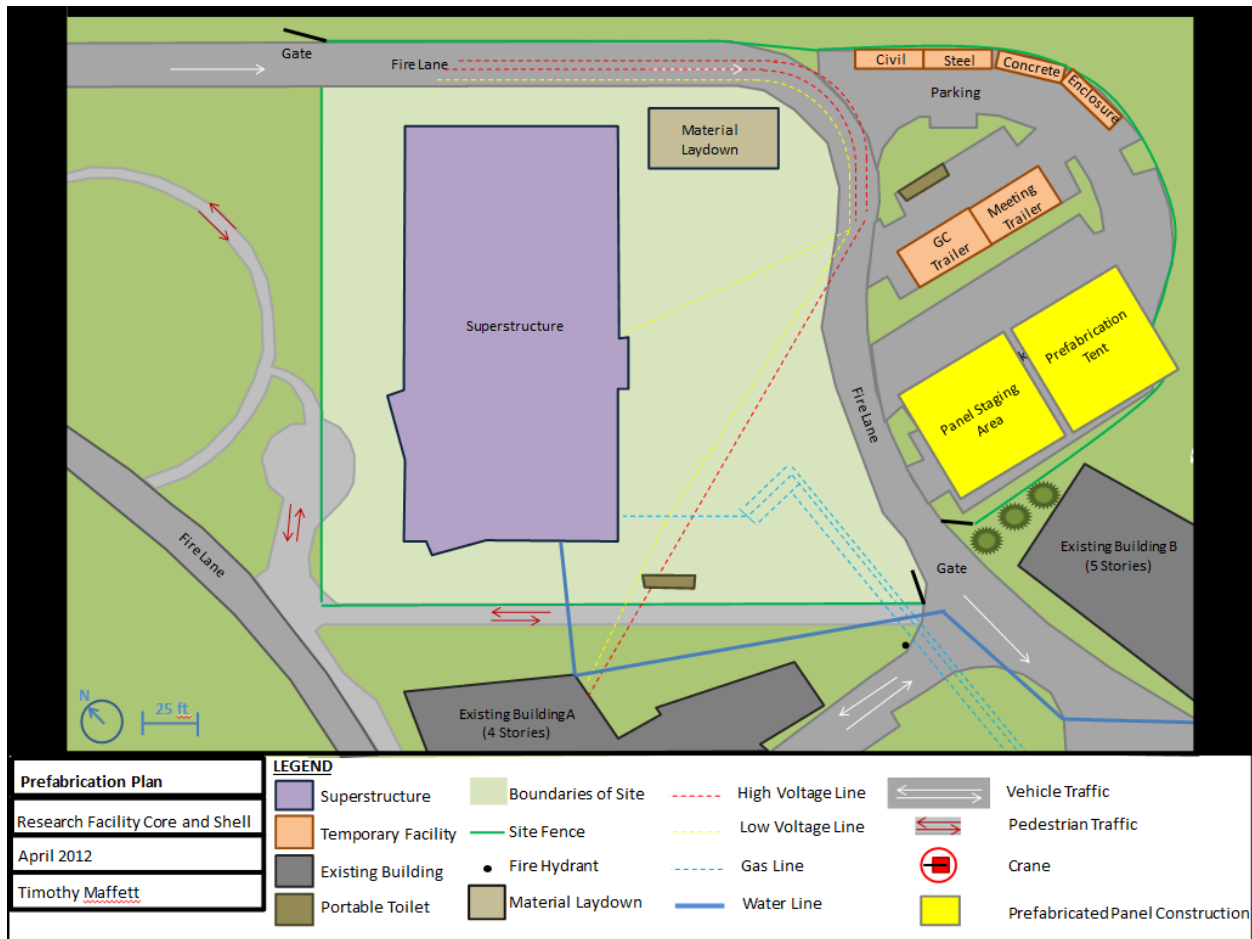 Gate
Fire Lane
Civil
Steel
Concrete
Enclosure
Parking
Material
Laydown
Meeting
Trailer
GC
Trailer
Superstructure
Prefabrication
Tent
k
Panel Staging
Area
Fire Lane
Fire Lane
Existing Building B
(5 Stories)
Gate
N
25 ft
Existing Building A
(4 Stories)
Prefabrication Plan
Research Facility Core and Shell
April 2012
Timothy Maffett
LEGEND
Superstructure
Temporary Facility
Existing Building
Portable Toilet
Boundaries of Site
Site Fence
Fire Hydrant
Material Laydown
High Voltage Line
Low Voltage Line
Gas Line
Water Line
Vehicle Traffic
Pedestrian Traffic
Crane
Prefabricated Panel Construction